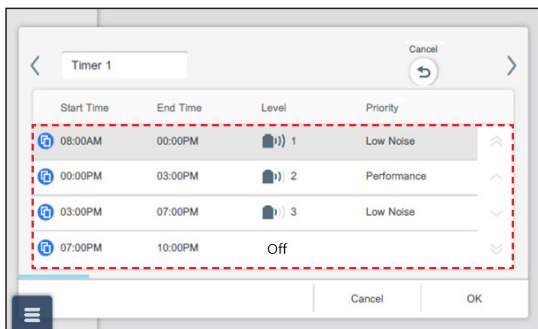 Timer 1
Cancel
Start Time End Time Level Priority
08:00AM 00:00PM 1 Low Noise
00:00PM 03:00PM 2 Performance
03:00PM 07:00PM 3 Low Noise
07:00PM 10:00PM Off
Cancel OK